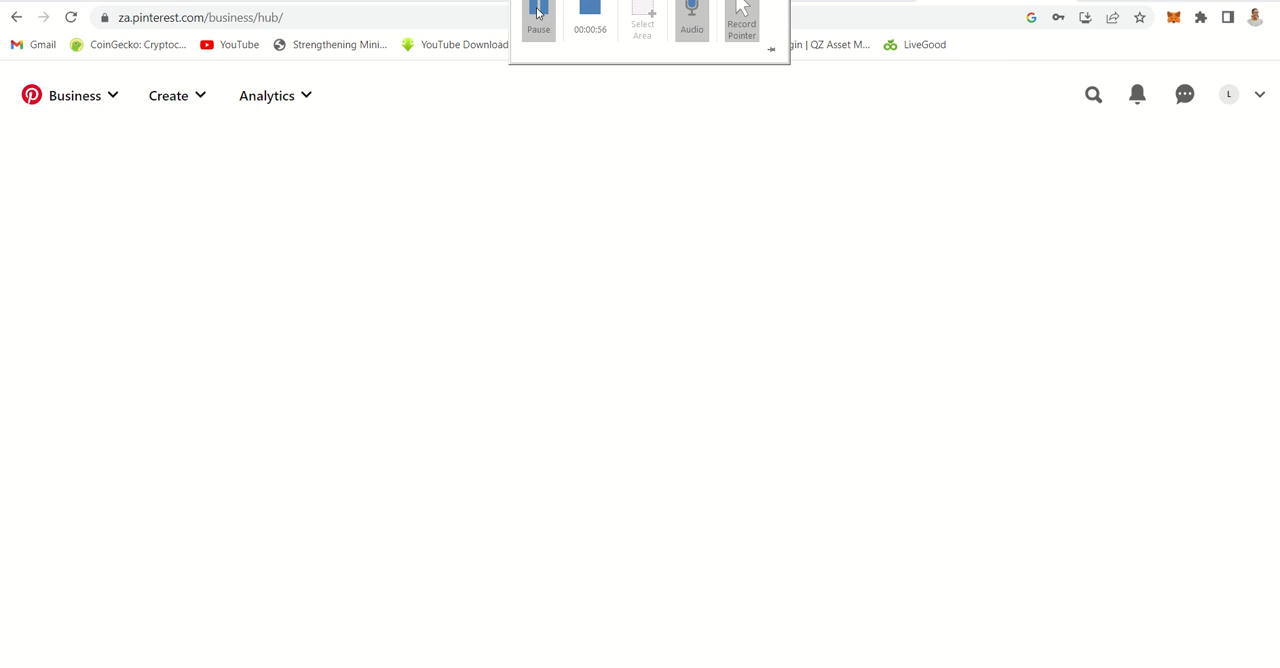 za.pinterest.com/business/hub/
Pause
00:00:56
Select Area
Audio
Record Pointer
Gmail
CoinGecko: Cryptoc...
YouTube
Strengthening Mini...
YouTube Download
gin | QZ Asset M...
LiveGood
Business
Create
Analytics
L